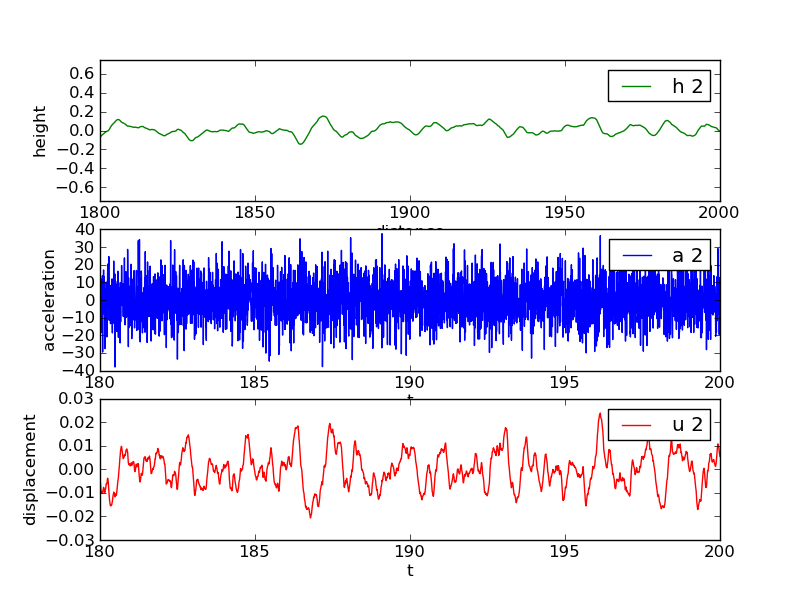 height
0.6
0.4
0.2
0.0
−0.2
−0.4
−0.6
h 2
1800 1850 1900 1950 2000
distance
acceleration
40
30
20
10
0
−10
−20
−30
−40
a 2
180 185 190 195 200
t
displacement
0.03
0.02
0.01
0.00
−0.01
−0.02
−0.03
u 2
180 185 190 195 200
t